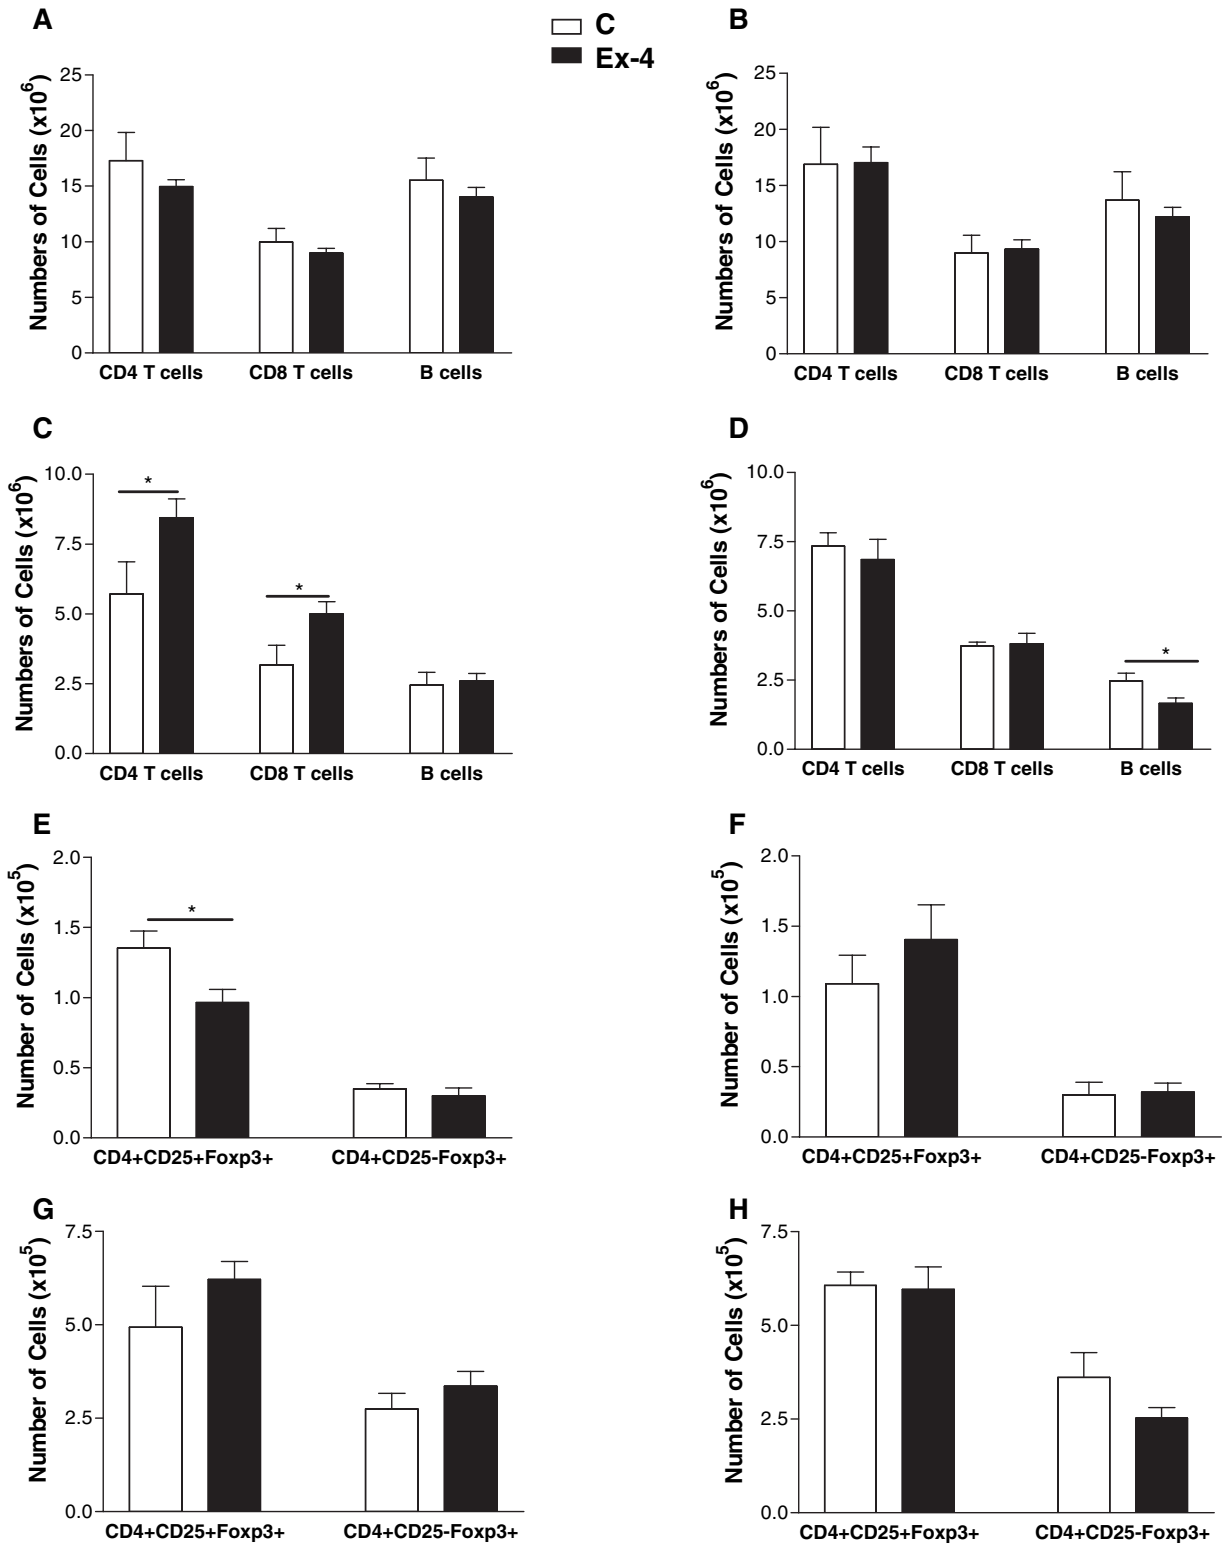 A
C
Ex-4
B
Numbers of Cells (x10⁶)
25
20
15
10
5
0
CD4 T cells
CD8 T cells
B cells
Numbers of Cells (x10⁶)
25
20
15
10
5
0
CD4 T cells
CD8 T cells
B cells
C
Numbers of Cells (x10⁶)
10.0
7.5
5.0
2.5
0.0
*
*
CD4 T cells
CD8 T cells
B cells
D
Numbers of Cells (x10⁶)
10.0
7.5
5.0
2.5
0.0
*
CD4 T cells
CD8 T cells
B cells
E
Number of Cells (x10⁵)
2.0
1.5
1.0
0.5
0.0
*
CD4+CD25+Foxp3+
CD4+CD25-Foxp3+
F
Number of Cells (x10⁵)
2.0
1.5
1.0
0.5
0.0
CD4+CD25+Foxp3+
CD4+CD25-Foxp3+
G
Number of Cells (x10⁵)
7.5
5.0
2.5
0.0
CD4+CD25+Foxp3+
CD4+CD25-Foxp3+
H
Number of Cells (x10⁵)
7.5
5.0
2.5
0.0
CD4+CD25+Foxp3+
CD4+CD25-Foxp3+